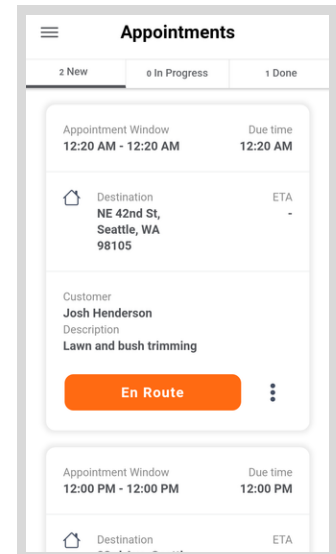 Appointments
2 New
0 In Progress
1 Done
Appointment Window
Due time
12:20 AM - 12:20 AM
12:20 AM
Destination
ETA
NE 42nd St,
-
Seattle, WA
98105
Customer
Josh Henderson
Description
Lawn and bush trimming
En Route
Appointment Window
Due time
12:00 PM - 12:00 PM
12:00 PM
Destination
ETA